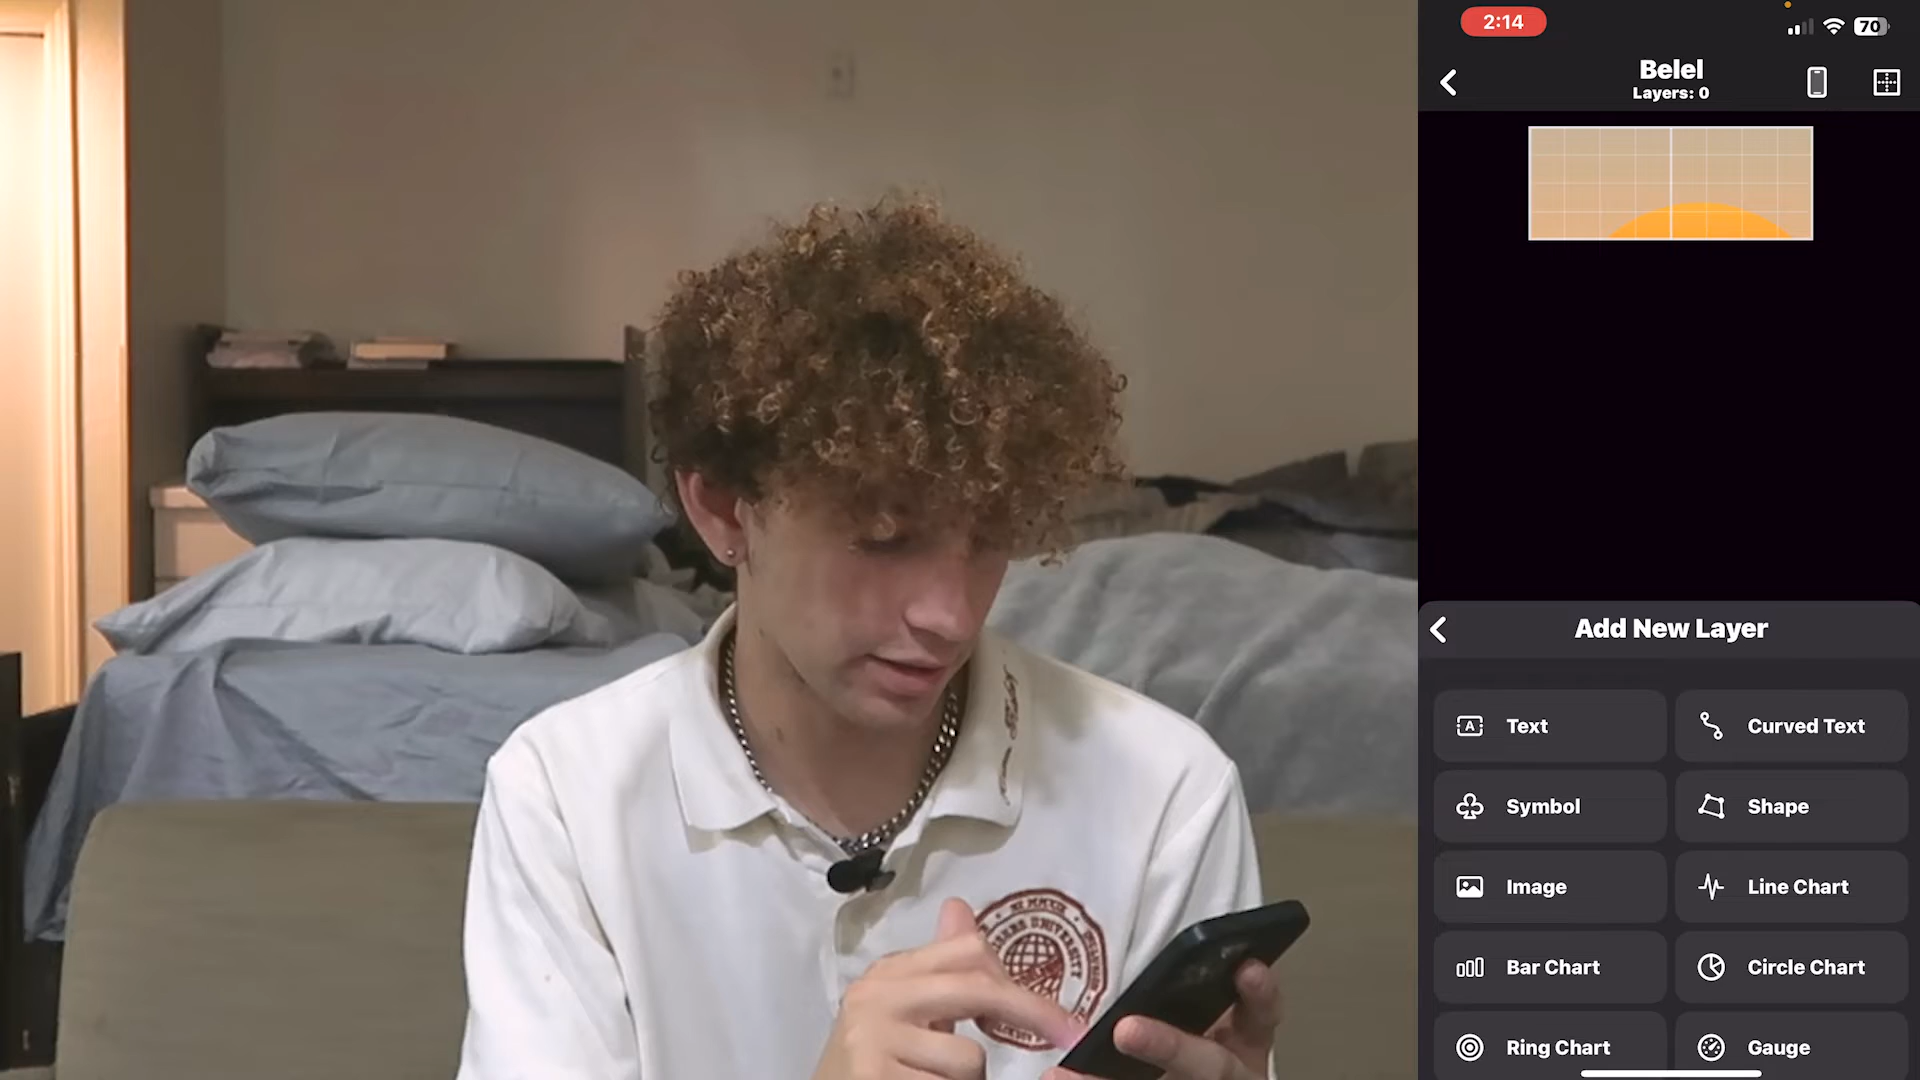 2:14
70
Belel
Layers: 0
Add New Layer
Text
Curved Text
Symbol
Shape
Image
Line Chart
Bar Chart
Circle Chart
Ring Chart
Gauge
UNIVERSITY